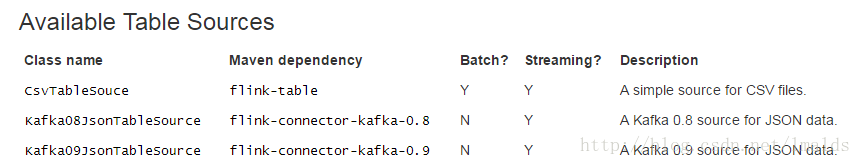 Available Table Sources
Class name Maven dependency Batch? Streaming? Description
CsvTableSouce flink-table Y Y A simple source for CSV files.
Kafka08JsonTableSource flink-connector-kafka-0.8 N Y A Kafka 0.8 source for JSON data.
Kafka09JsonTableSource flink-connector-kafka-0.9 N Y A Kafka 0.9 source for JSON data.
http://blog.csdn.net/lmalds